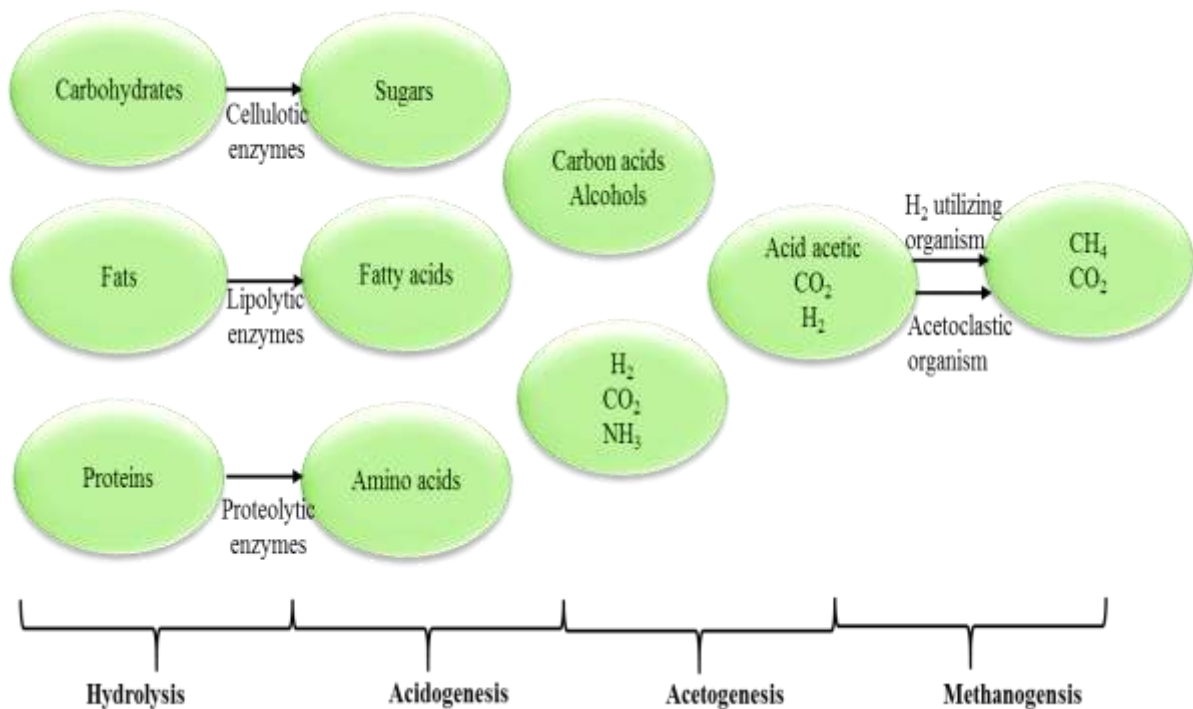 Carbohydrates
Cellulotic
enzymes
Sugars
Fats
Lipolytic
enzymes
Fatty acids
Proteins
Proteolytic
enzymes
Amino acids
Carbon acids
Alcohols
H₂
CO₂
NH₃
Acid acetic
CO₂
H₂
H₂ utilizing
organism
Acetoclastic
organism
CH₄
CO₂
Hydrolysis
Acidogenesis
Acetogenesis
Methanogensis